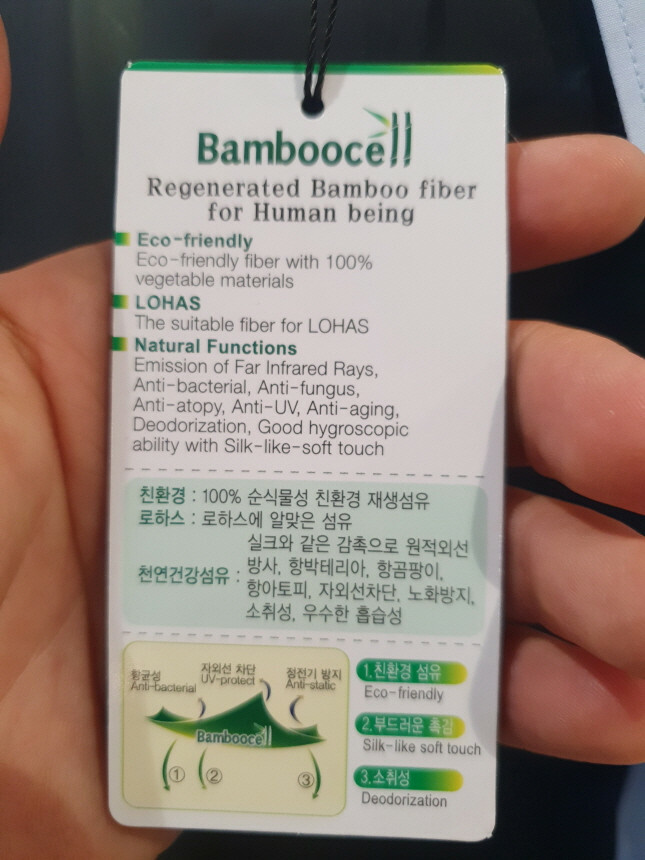 Bamboocell
Regenerated Bamboo fiber
for Human being
Eco-friendly
Eco-friendly fiber with 100%
vegetable materials
LOHAS
The suitable fiber for LOHAS
Natural Functions
Emission of Far Infrared Rays,
Anti-bacterial, Anti-fungus,
Anti-atopy, Anti-UV, Anti-aging,
Deodorization, Good hygroscopic
ability with Silk-like-soft touch
친환경 : 100% 순식물성 친환경 재생섬유
로하스 : 로하스에 알맞은 섬유
실크와 같은 감촉으로 원적외선
천연건강섬유 : 방사, 항박테리아, 항곰팡이,
항아토피, 자외선차단, 노화방지,
소취성, 우수한 흡습성
항균성
Anti-bacterial
자외선 차단
UV-protect
정전기 방지
Anti-static
Bamboocell
① ② ③
1.친환경 섬유
Eco-friendly
2.부드러운 촉감
Silk-like soft touch
3.소취성
Deodorization